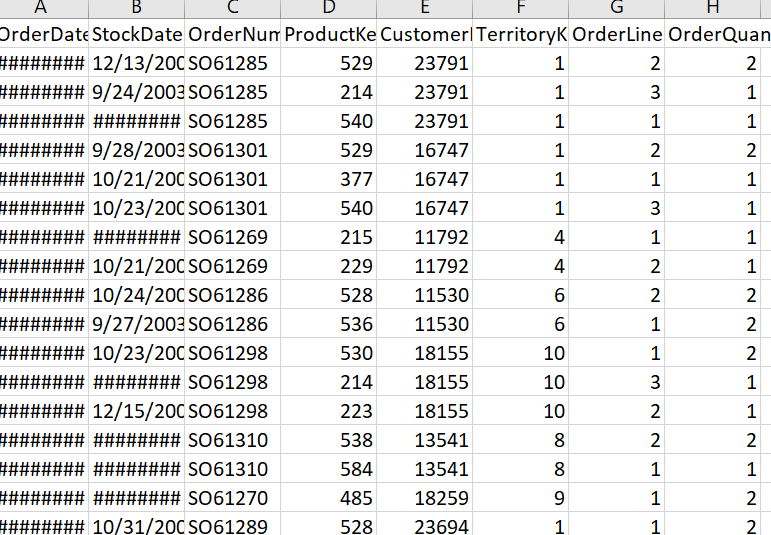 A B C D E F G H
OrderDate StockDate OrderNum ProductKe Customer TerritoryK OrderLine OrderQuan
######## 12/13/200 SO61285 529 23791 1 2 2
######## 9/24/2003 SO61285 214 23791 1 3 1
######## ######## SO61285 540 23791 1 1 1
######## 9/28/2003 SO61301 529 16747 1 2 2
######## 10/21/200 SO61301 377 16747 1 1 1
######## 10/23/200 SO61301 540 16747 1 3 1
######## ######## SO61269 215 11792 4 1 1
######## 10/21/200 SO61269 229 11792 4 2 1
######## 10/24/200 SO61286 528 11530 6 2 2
######## 9/27/2003 SO61286 536 11530 6 1 2
######## 10/23/200 SO61298 530 18155 10 1 2
######## ######## SO61298 214 18155 10 3 1
######## 12/15/200 SO61298 223 18155 10 2 1
######## ######## SO61310 538 13541 8 2 2
######## ######## SO61310 584 13541 8 1 1
######## ######## SO61270 485 18259 9 1 2
######## 10/31/200 SO61289 528 23694 1 1 2